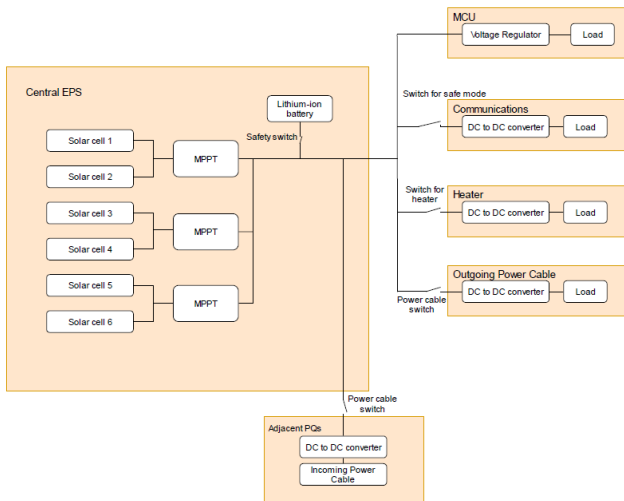 MCU
Voltage Regulator
Load
Central EPS
Lithium-ion
battery
Safety switch
Switch for safe mode
Communications
DC to DC converter
Load
Solar cell 1
Solar cell 2
MPPT
Solar cell 3
Solar cell 4
MPPT
Solar cell 5
Solar cell 6
MPPT
Switch for
heater
Heater
DC to DC converter
Load
Outgoing Power Cable
DC to DC converter
Load
Power cable
switch
Power cable
switch
Adjacent PQs
DC to DC converter
Incoming Power
Cable